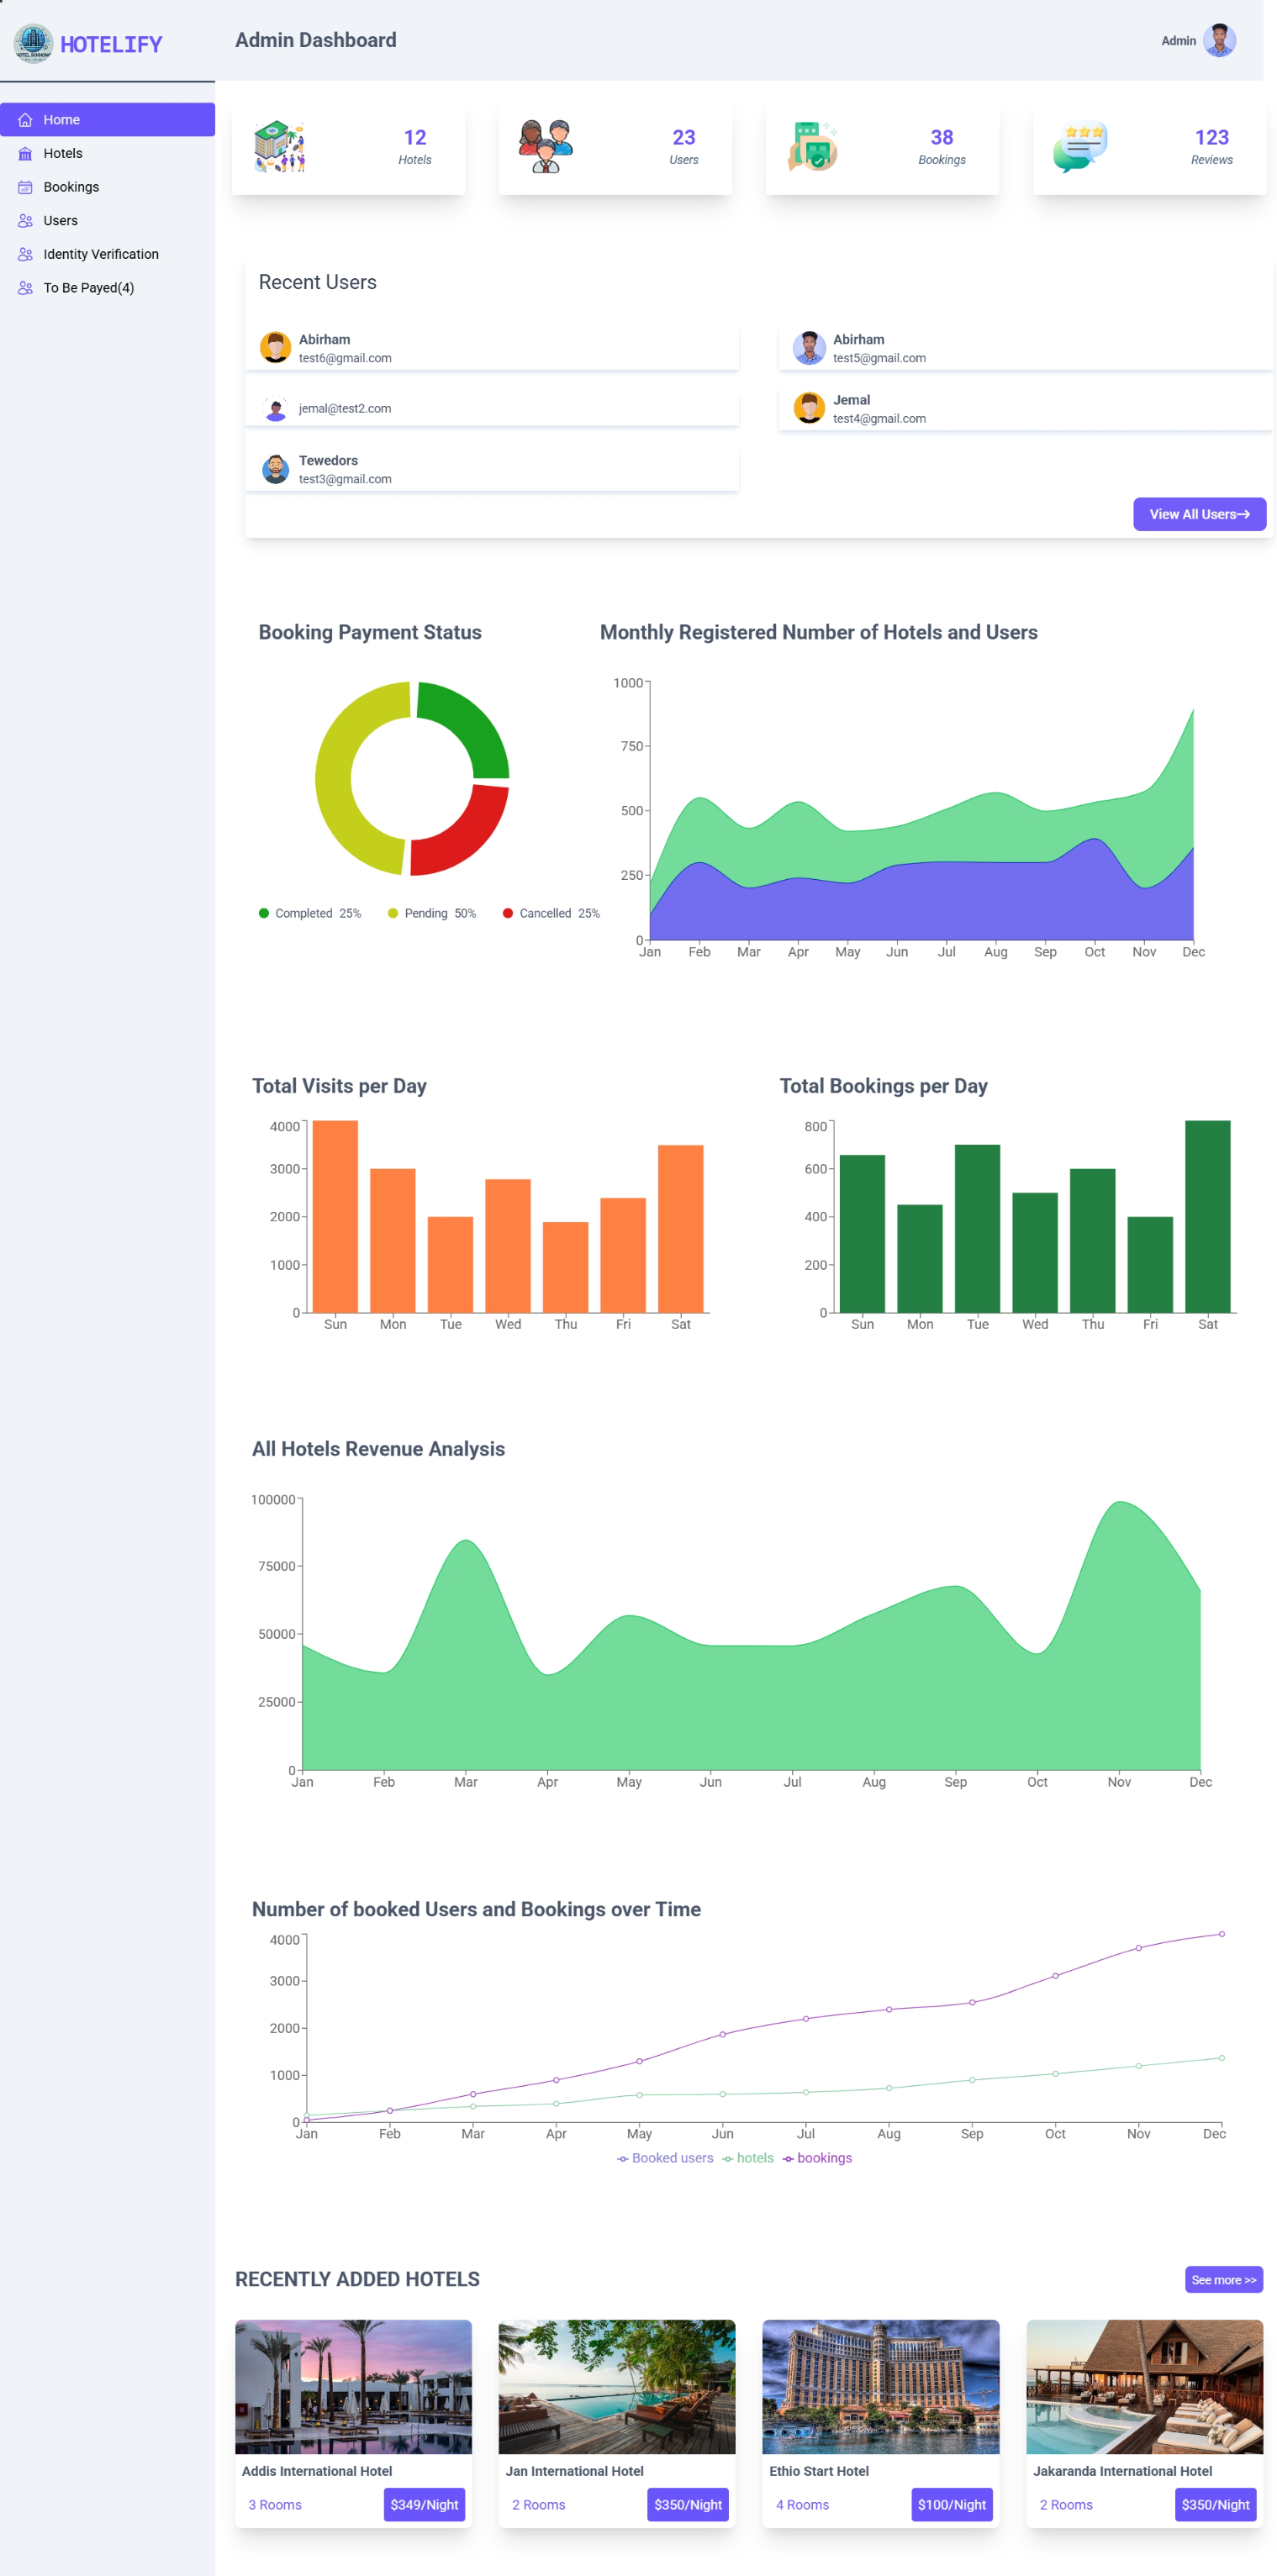 HOTELIFY
Admin Dashboard
Admin
Home
Hotels
Bookings
Users
Identity Verification
To Be Payed(4)
12
Hotels
23
Users
38
Bookings
123
Reviews
Recent Users
Abirham
test6@gmail.com
Abirham
test5@gmail.com
jemal@test2.com
Jemal
test4@gmail.com
Tewedors
test3@gmail.com
View All Users→
Booking Payment Status
Completed 25%
Pending 50%
Cancelled 25%
Monthly Registered Number of Hotels and Users
1000
750
500
250
0
Jan Feb Mar Apr May Jun Jul Aug Sep Oct Nov Dec
Total Visits per Day
4000
3000
2000
1000
0
Sun Mon Tue Wed Thu Fri Sat
Total Bookings per Day
800
600
400
200
0
Sun Mon Tue Wed Thu Fri Sat
All Hotels Revenue Analysis
100000
75000
50000
25000
0
Jan Feb Mar Apr May Jun Jul Aug Sep Oct Nov Dec
Number of booked Users and Bookings over Time
4000
3000
2000
1000
0
Jan Feb Mar Apr May Jun Jul Aug Sep Oct Nov Dec
Booked users hotels bookings
RECENTLY ADDED HOTELS
See more >>
Addis International Hotel
3 Rooms
$349/Night
Jan International Hotel
2 Rooms
$350/Night
Ethio Start Hotel
4 Rooms
$100/Night
Jakaranda International Hotel
2 Rooms
$350/Night